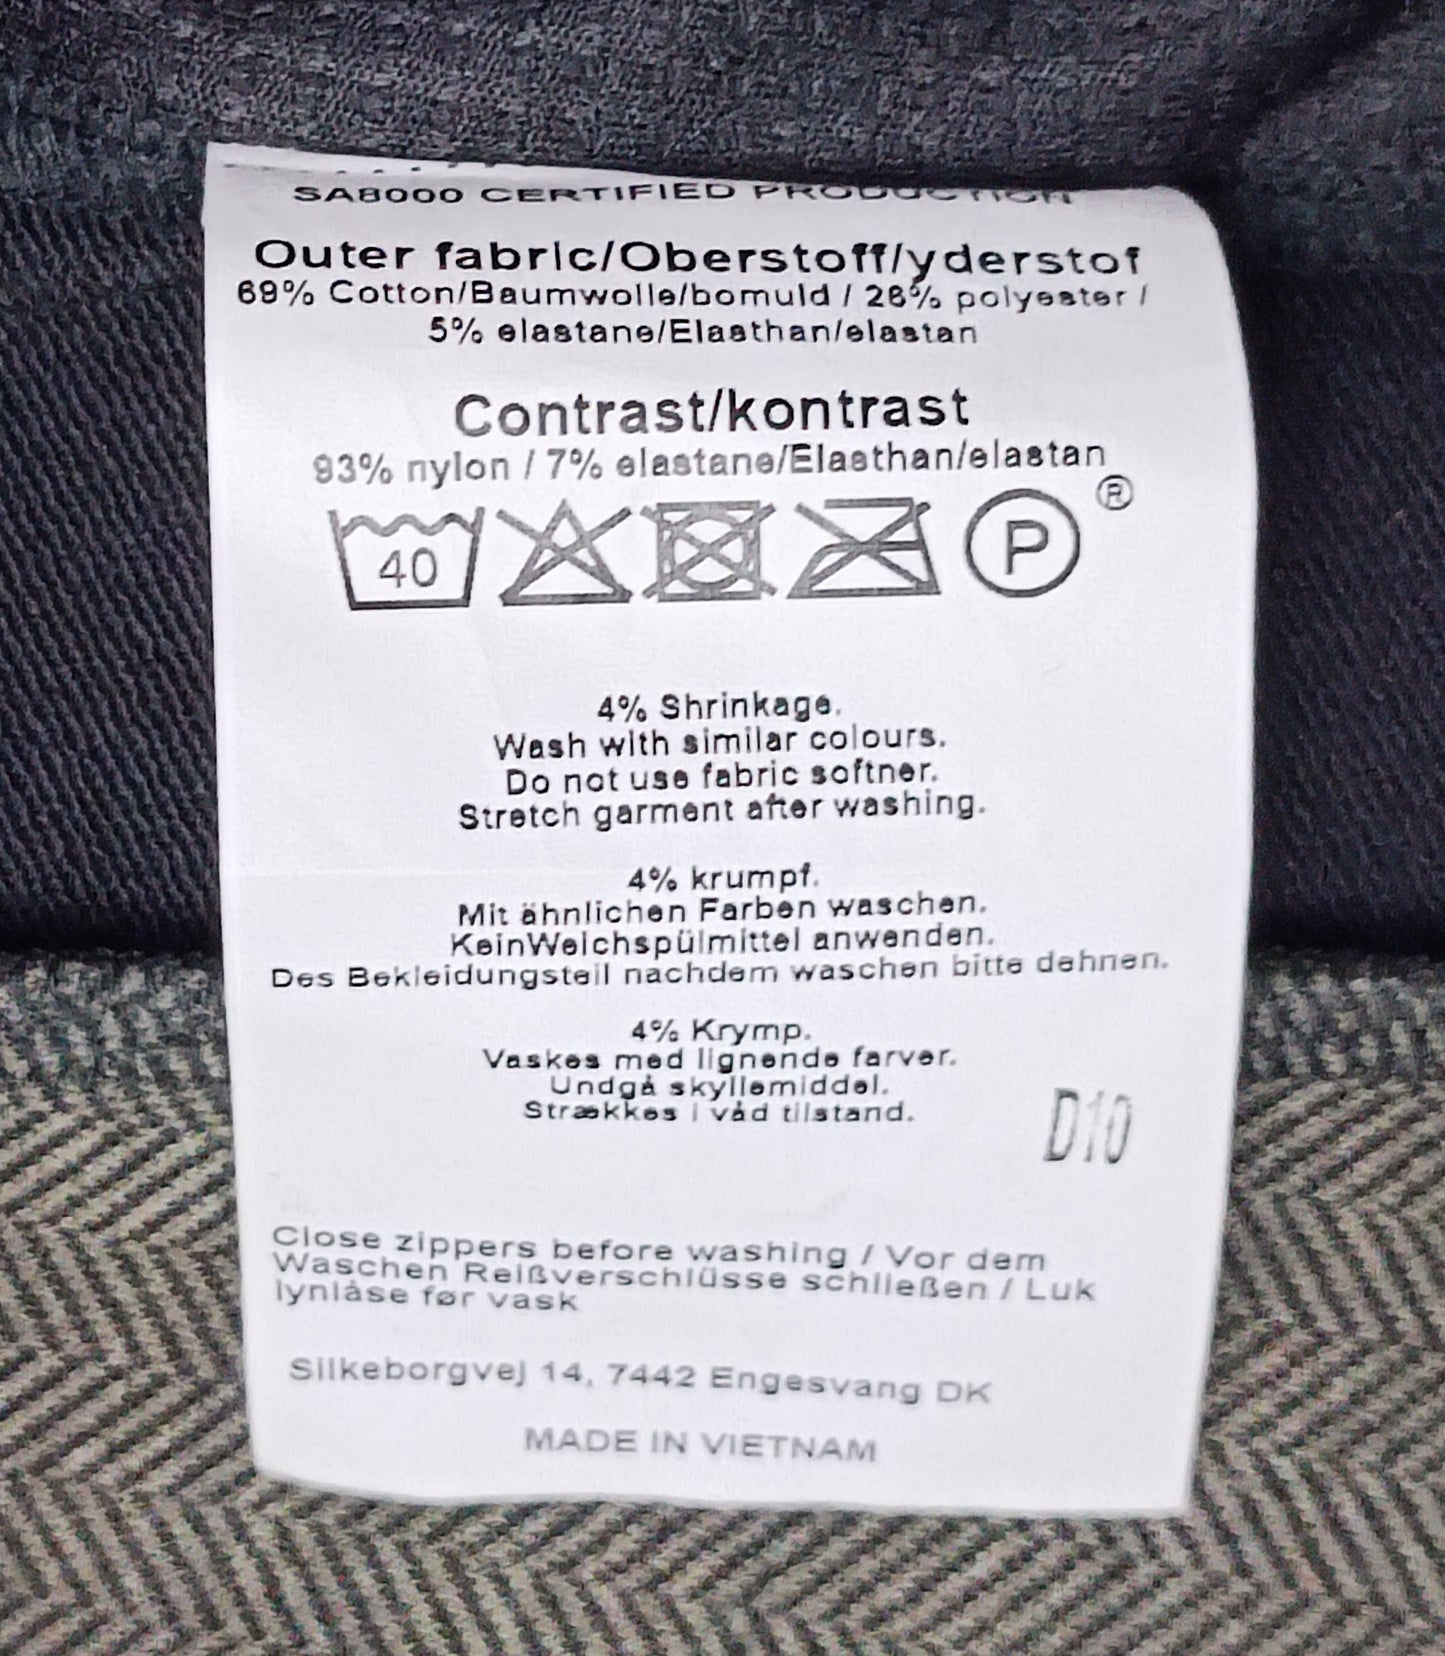 SA8000 CERTIFIED PRODUCTION
Outer fabric/Oberstoff/yderstof
69% Cotton/Baumwolle/bomuld / 26% polyester /
5% elastane/Elasthan/elastan
Contrast/kontrast
93% nylon / 7% elastane/Elasthan/elastan
40 P ®
4% Shrinkage.
Wash with similar colours.
Do not use fabric softner.
Stretch garment after washing.
4% krumpf.
Mit ähnlichen Farben waschen.
KeinWeichspülmittel anwenden.
Des Bekleidungsteil nachdem waschen bitte dehnen.
4% Krymp.
Vaskes med lignende farver.
Undgå skyllemiddel.
Strækkes i våd tilstand.
D10
Close zippers before washing / Vor dem
Waschen Reißverschlüsse schließen / Luk
lynlåse før vask
Silkeborgvej 14, 7442 Engesvang DK
MADE IN VIETNAM